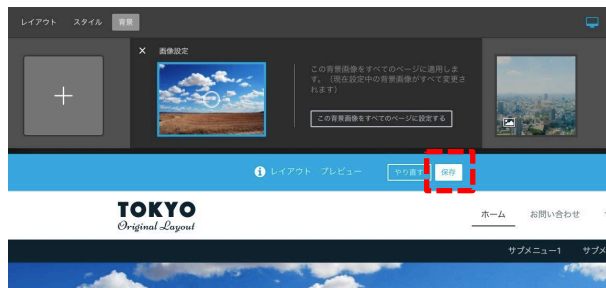 レイアウト スタイル 背景
画像設定
この背景画像をすべてのページに適用しま
す。（現在設定中の背景画像がすべて変更さ
れます）
この背景画像をすべてのページに設定する
レイアウト プレビュー やり直す 保存
TOKYO
Original Layout
ホーム お問い合わせ
サブメニュー1 サブメ